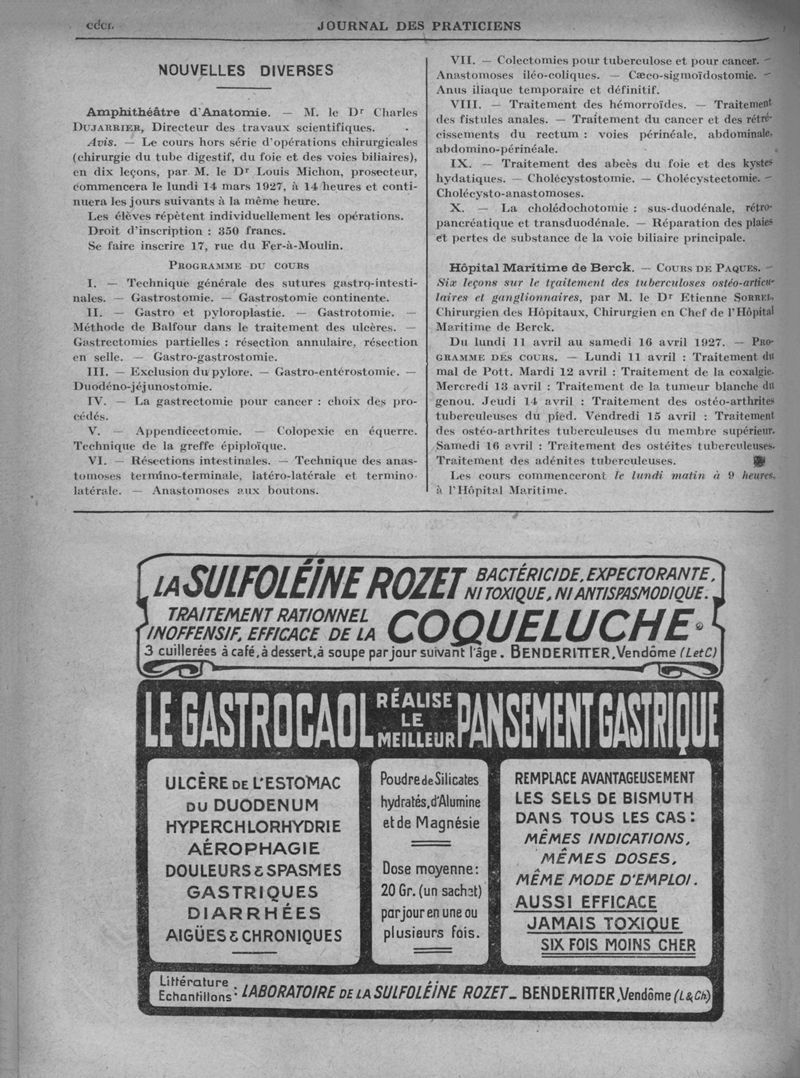 cdcr.
JOURNAL DES PRATICIENS
NOUVELLES DIVERSES
Amphithéâtre d'Anatomie. — M. le Dr Charles
DUJARRIER, Directeur des travaux scientifiques.
Avis. — Le cours hors série d'opérations chirurgicales
(chirurgie du tube digestif, du foie et des voies biliaires),
en dix leçons, par M. le Dr Louis Michon, prosecteur,
commencera le lundi 14 mars 1927, à 14 heures et conti-
nuera les jours suivants à la même heure.
Les élèves répètent individuellement les opérations.
Droit d'inscription : 350 francs.
Se faire inscrire 17, rue du Fer-à-Moulin.
PROGRAMME DU COURS
I. — Technique générale des sutures gastro-intesti-
nales. — Gastrostomie. — Gastrostomie continente.
II. — Gastro et pyloroplastie. — Gastrotomie. —
Méthode de Balfour dans le traitement des ulcères. —
Gastrectomies partielles : résection annulaire, résection
en selle. — Gastro-gastrostomie.
III. — Exclusion du pylore. — Gastro-entérostomie. —
Duodéno-jéjunostomie.
IV. — La gastrectomie pour cancer : choix des pro-
cédés.
V. — Appendicectomie. — Colopexie en équerre.
Technique de la greffe épiploïque.
VI. — Résections intestinales. — Technique des anas-
tomoses termino-terminale, latéro-latérale et termino-
latérale. — Anastomoses aux boutons.
VII. — Colectomies pour tuberculose et pour cancer. —
Anastomoses iléo-coliques. — Cæco-sigmoïdostomie. —
Anus iliaque temporaire et définitif.
VIII. — Traitement des hémorroïdes. — Traitement
des fistules anales. — Traitement du cancer et des rétré-
cissements du rectum : voies périnéale, abdominale,
abdomino-périnéale.
IX. — Traitement des abcès du foie et des kystes
hydatiques. — Cholécystostomie. — Cholécystectomie. —
Cholécysto-anastomoses.
X. — La cholédochotomie : sus-duodénale, rétro-
pancréatique et transduodénale. — Réparation des plaies
et pertes de substance de la voie biliaire principale.
Hôpital Maritime de Berck. — COURS DE PAQUES. —
Six leçons sur le traitement des tuberculoses ostéo-articu-
laires et ganglionnaires, par M. le Dr Etienne SORREL,
Chirurgien des Hôpitaux, Chirurgien en Chef de l'Hôpital
Maritime de Berck.
Du lundi 11 avril au samedi 16 avril 1927. — PRO-
GRAMME DES COURS. — Lundi 11 avril : Traitement du
mal de Pott. Mardi 12 avril : Traitement de la coxalgie.
Mercredi 13 avril : Traitement de la tumeur blanche du
genou. Jeudi 14 avril : Traitement des ostéo-arthrites
tuberculeuses du pied. Vendredi 15 avril : Traitement
des ostéo-arthrites tuberculeuses du membre supérieur.
Samedi 16 avril : Traitement des ostéites tuberculeuses.
Traitement des adénites tuberculeuses.
Les cours commenceront le lundi matin à 9 heures,
à l'Hôpital Maritime.
LA SULFOLÉINE ROZET BACTÉRICIDE, EXPECTORANTE,
NI TOXIQUE, NI ANTISPASMODIQUE.
TRAITEMENT RATIONNEL
INOFFENSIF, EFFICACE DE LA COQUELUCHE
3 cuillerées à café, à dessert, à soupe par jour suivant l'âge. BENDERITTER, Vendôme (L et C)
LE GASTROCAOL RÉALISE LE MEILLEUR PANSEMENT GASTRIQUE
ULCÈRE DE L'ESTOMAC
DU DUODENUM
HYPERCHLORHYDRIE
AÉROPHAGIE
DOULEURS & SPASMES
GASTRIQUES
DIARRHÉES
AIGÜES & CHRONIQUES
Poudre de Silicates
hydratés, d'Alumine
et de Magnésie
Dose moyenne:
20 Gr. (un sachet)
par jour en une ou
plusieurs fois.
REMPLACE AVANTAGEUSEMENT
LES SELS DE BISMUTH
DANS TOUS LES CAS:
MÊMES INDICATIONS,
MÊMES DOSES,
MÊME MODE D'EMPLOI.
AUSSI EFFICACE
JAMAIS TOXIQUE
SIX FOIS MOINS CHER
Littérature
Echantillons : LABORATOIRE DE LA SULFOLÉINE ROZET_ BENDERITTER, Vendôme (L & Ch)